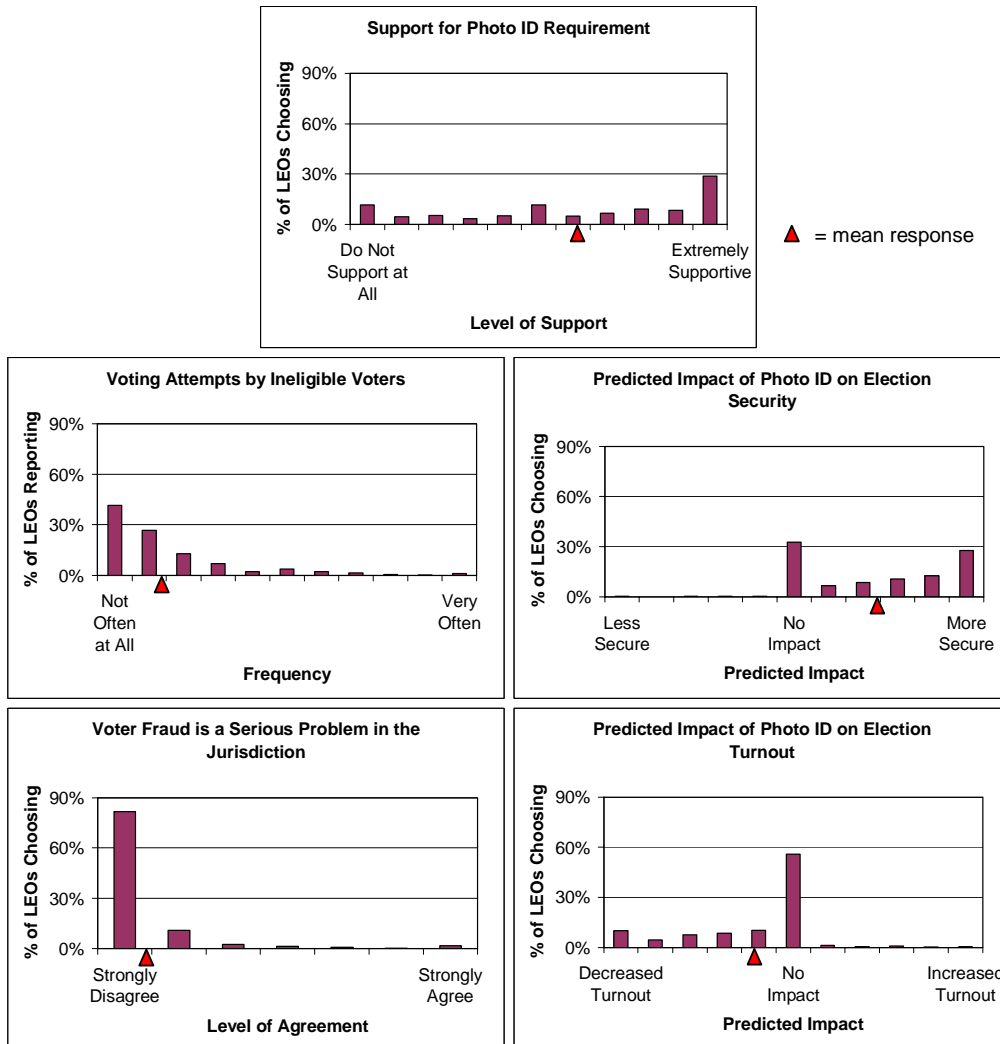 Support for Photo ID Requirement
90%
60%
30%
0%
% of LEOs Choosing
Do Not
Support at
All
Extremely
Supportive
Level of Support
= mean response
Voting Attempts by Ineligible Voters
90%
60%
30%
0%
% of LEOs Reporting
Not
Often
at All
Very
Often
Frequency
Predicted Impact of Photo ID on Election
Security
90%
60%
30%
0%
% of LEOs Choosing
Less
Secure
No
Impact
More
Secure
Predicted Impact
Voter Fraud is a Serious Problem in the
Jurisdiction
90%
60%
30%
0%
% of LEOs Choosing
Strongly
Disagree
Strongly
Agree
Level of Agreement
Predicted Impact of Photo ID on Election
Turnout
90%
60%
30%
0%
% of LEOs Choosing
Decreased
Turnout
No
Impact
Increased
Turnout
Predicted Impact